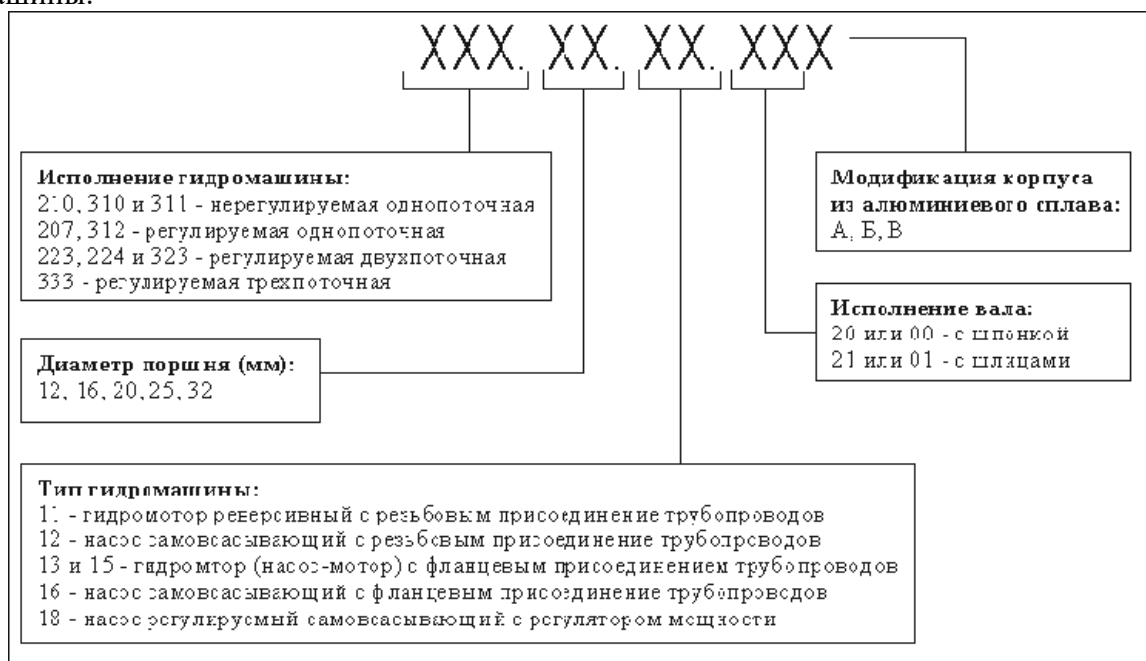 XXX. XX. XX. XXX
Исполнение гидромашины:
210, 310 и 311 - нерегулируемая однопоточная
207, 312 - регулируемая однопоточная
223, 224 и 323 - регулируемая двухпоточная
333 - регулируемая трехпоточная
Модификация корпуса
из алюминиевого сплава:
А, Б, В
Исполнение вала:
20 или 00 - с шпонкой
21 или 01 - с шлицами
Диаметр поршня (мм):
12, 16, 20, 25, 32
Тип гидромашины:
11 - гидромотор реверсивный с резьбовым присоединение трубопроводов
12 - насос самовсасывающий с резьбовым присоединение трубопроводов
13 и 15 - гидромтор (насос-мотор) с фланцевым присоединением трубопроводов
16 - насос самовсасывающий с фланцевым присоединение трубопроводов
18 - насос регулируемый самовсасывающий с регулятором мощности